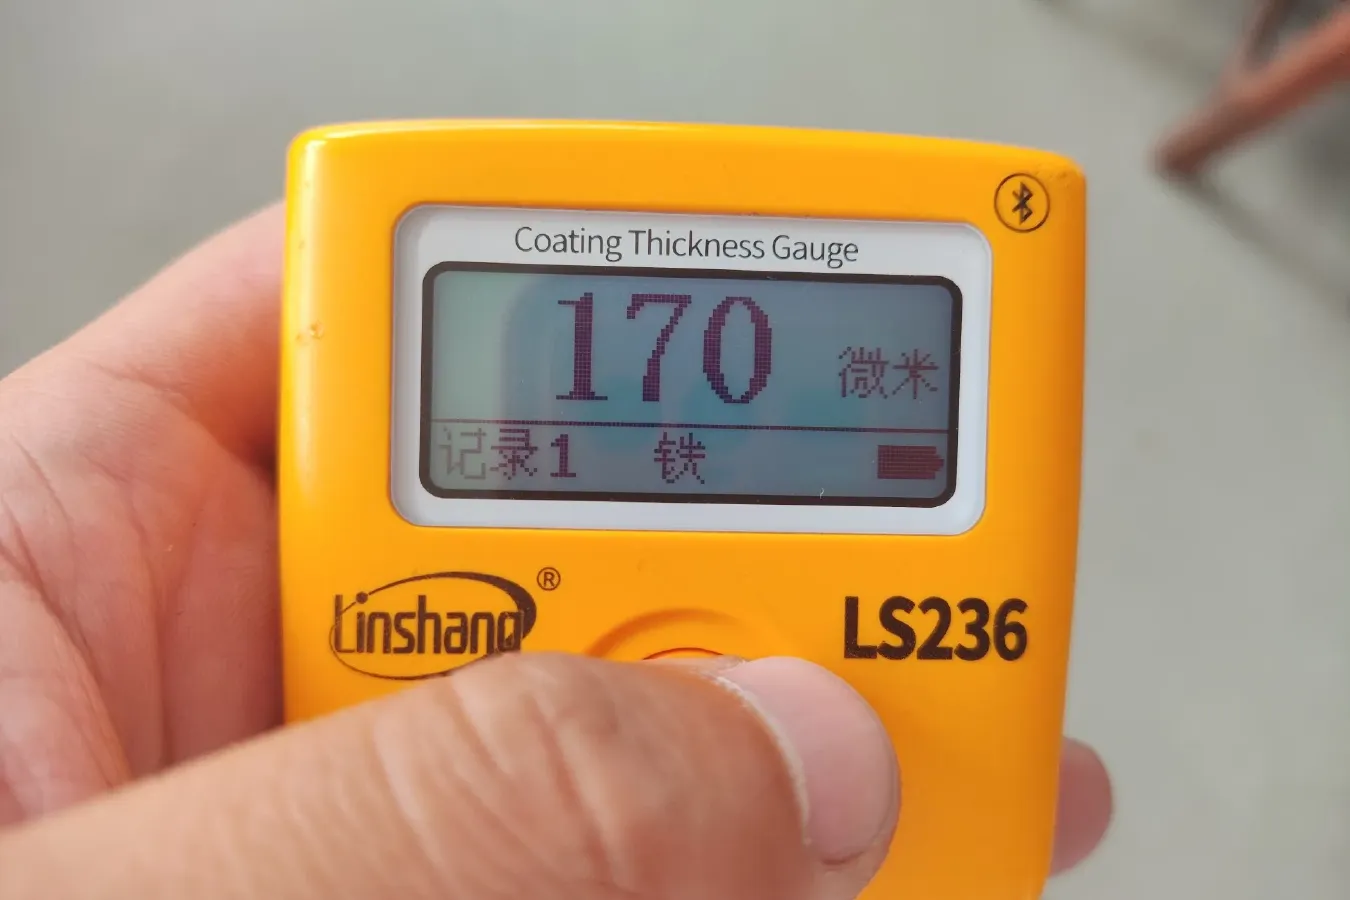 Coating Thickness Gauge
170 微米
记录1 铁
Linshang®
LS236